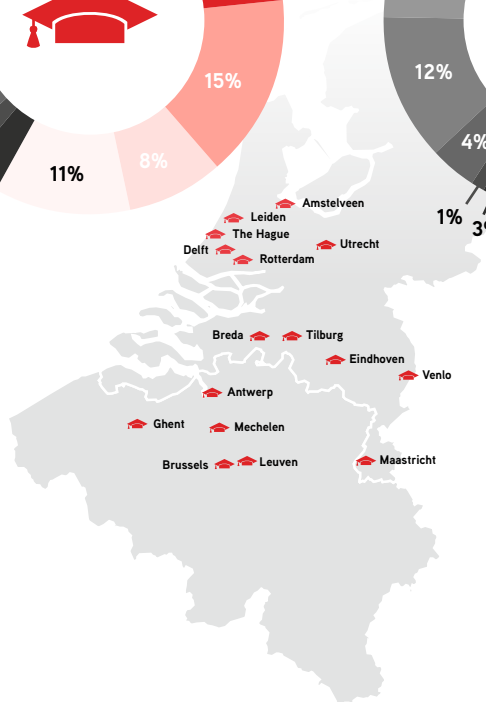 12%
15%
4%
8%
11%
1%
3%
Amstelveen
Leiden
The Hague
Utrecht
Delft
Rotterdam
Breda
Tilburg
Eindhoven
Venlo
Antwerp
Ghent
Mechelen
Maastricht
Brussels
Leuven